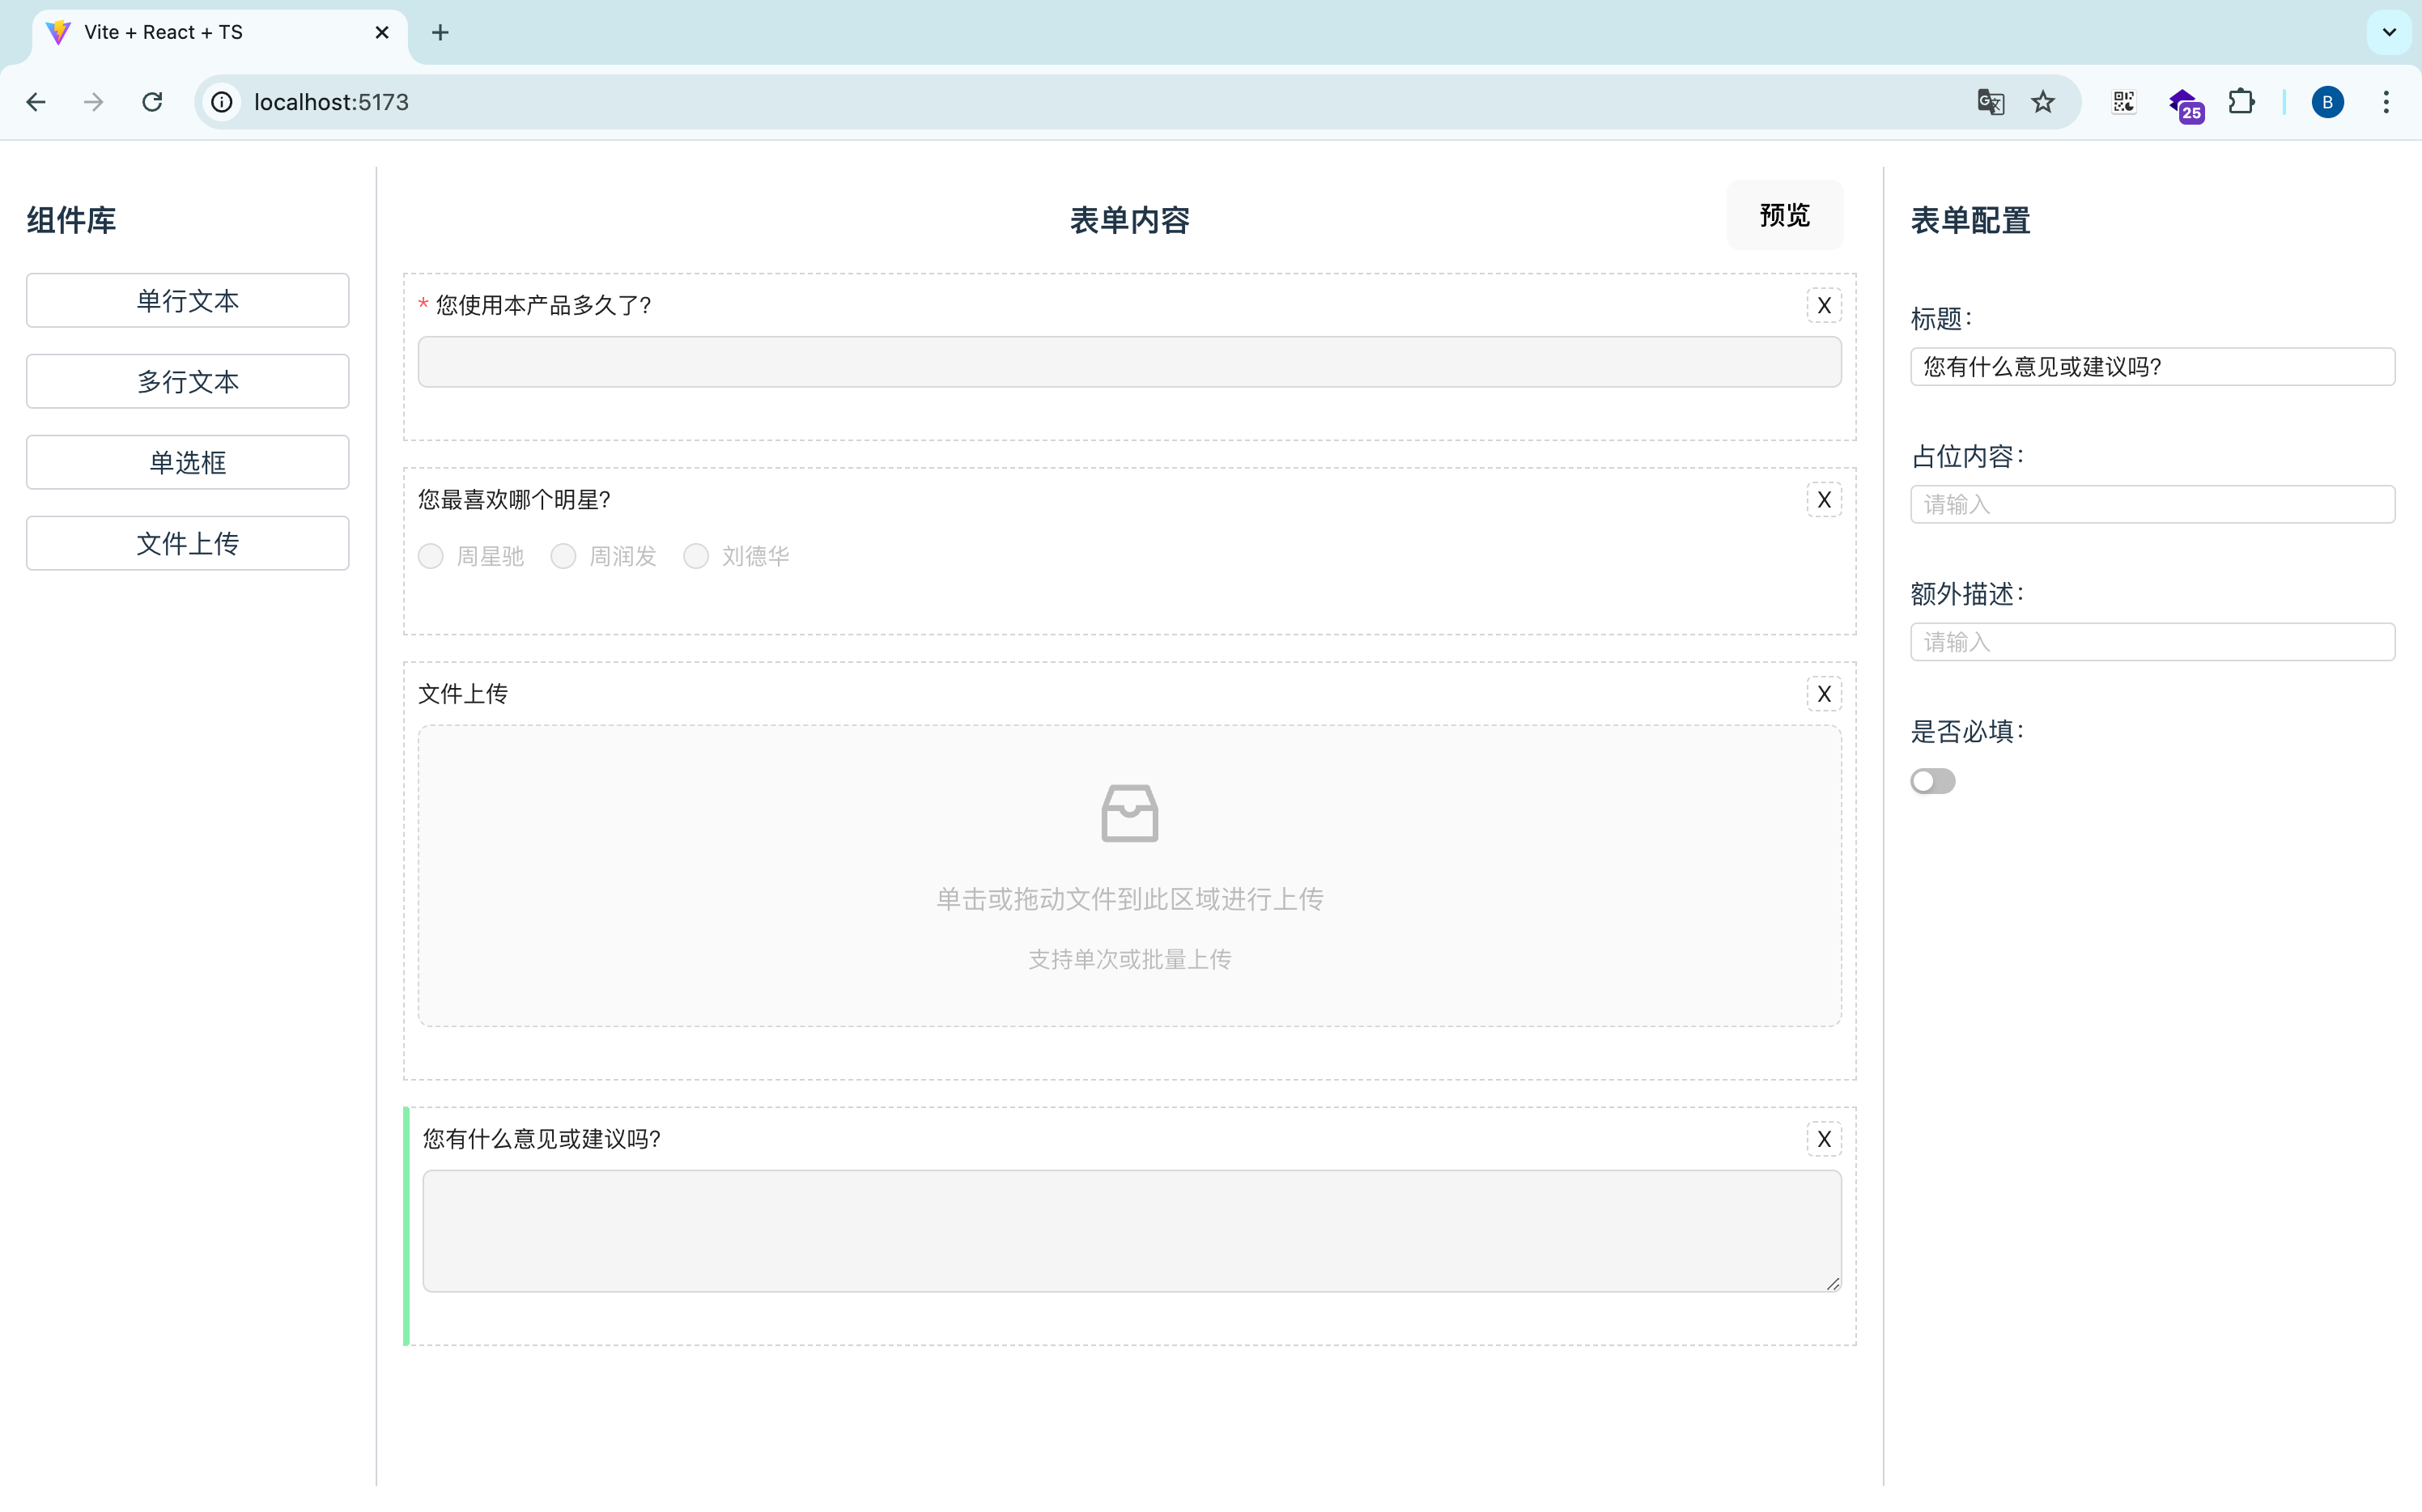 Vite + React + TS
localhost:5173
25
B
组件库
单行文本
多行文本
单选框
文件上传
表单内容
预览
* 您使用本产品多久了?
X
您最喜欢哪个明星?
X
周星驰 周润发 刘德华
文件上传
X
单击或拖动文件到此区域进行上传
支持单次或批量上传
您有什么意见或建议吗?
X
表单配置
标题:
您有什么意见或建议吗?
占位内容:
请输入
额外描述:
请输入
是否必填: